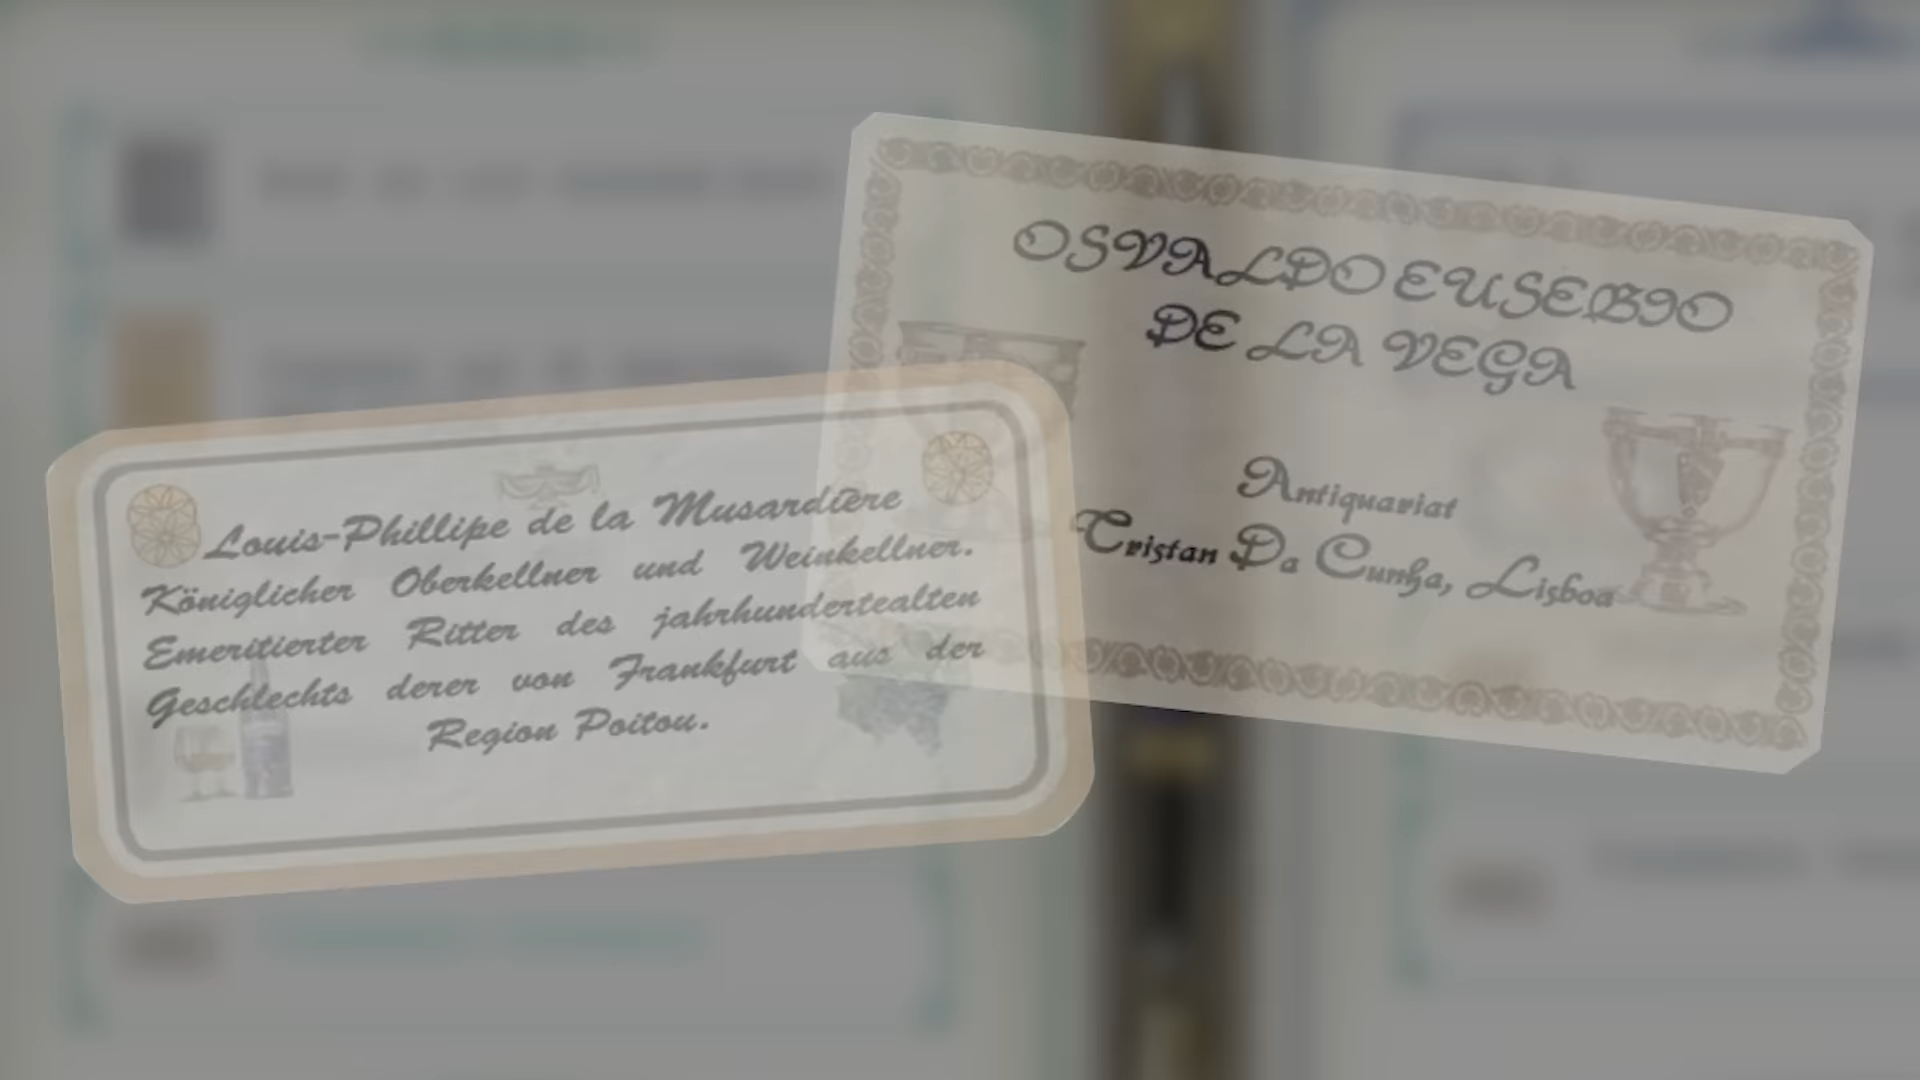 Louis-Phillipe de la Musardière
Königlicher Oberkellner und Weinkellner.
Emeritierter Ritter des jahrhundertealten
Geschlechts derer von Frankfurt aus der
Region Poitou.
OSVALDO EUSEBIO
DE LA VEGA
Antiquariat
Tristan Da Cunha, Lisboa